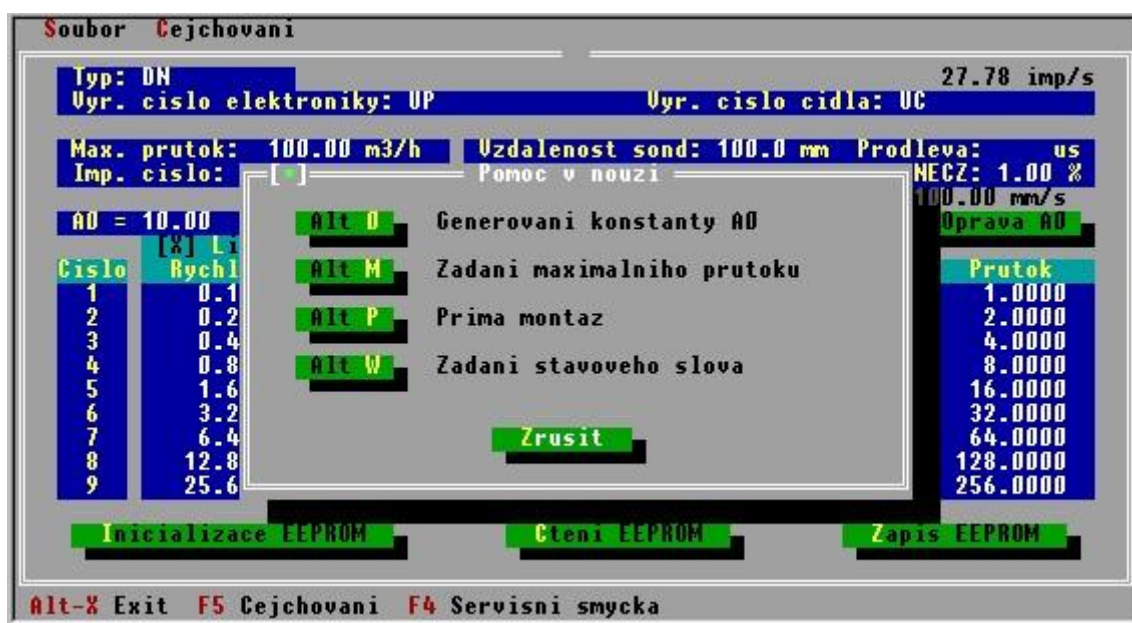 Soubor Cejchovani
Typ: DN 27.78 imp/s
Vyr. cislo elektroniky: UP Vyr. cislo cidla: UC
Max. prutok: 100.00 m3/h Vzdalenost sond: 100.0 mm Prodleva: us
Imp. cislo: [*] Pomoc v nouzi NECZ: 1.00 %
100.00 mm/s
A0 = 10.00 Alt O Generovani konstanty A0 Oprava A0
[X] Li
Cislo Rychl Alt M Zadani maximalniho prutoku Prutok
1 0.1 1.0000
2 0.2 Alt P Prima montaz 2.0000
3 0.4 4.0000
4 0.8 Alt W Zadani stavoveho slova 8.0000
5 1.6 16.0000
6 3.2 32.0000
7 6.4 Zrusit 64.0000
8 12.8 128.0000
9 25.6 256.0000
Inicializace EEPROM Cteni EEPROM Zapis EEPROM
Alt-X Exit F5 Cejchovani F4 Servisni smycka